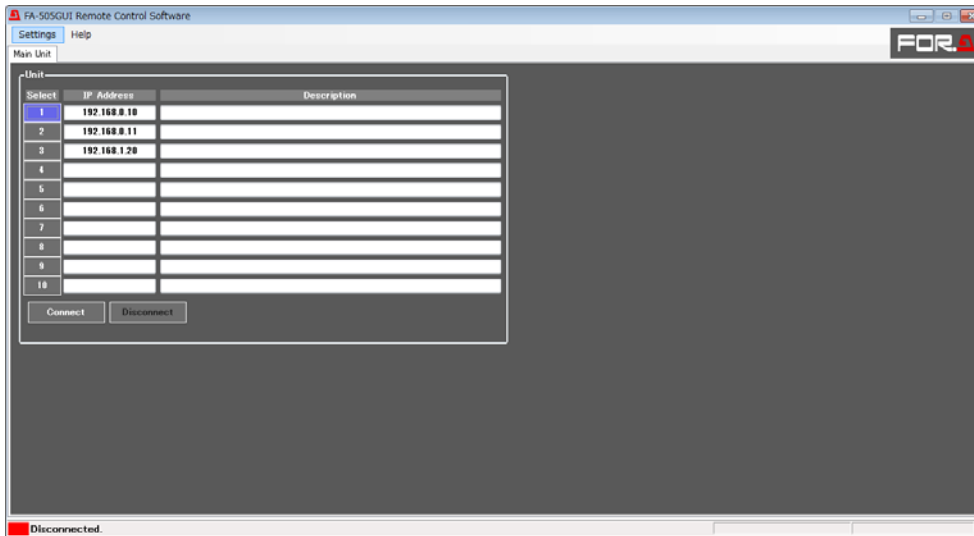 FA-505GUI Remote Control Software
Settings Help
FOR.A
Main Unit
Unit
Select IP Address Description
1 192.168.0.10
2 192.168.0.11
3 192.168.1.20
4
5
6
7
8
9
10
Connect Disconnect
Disconnected.